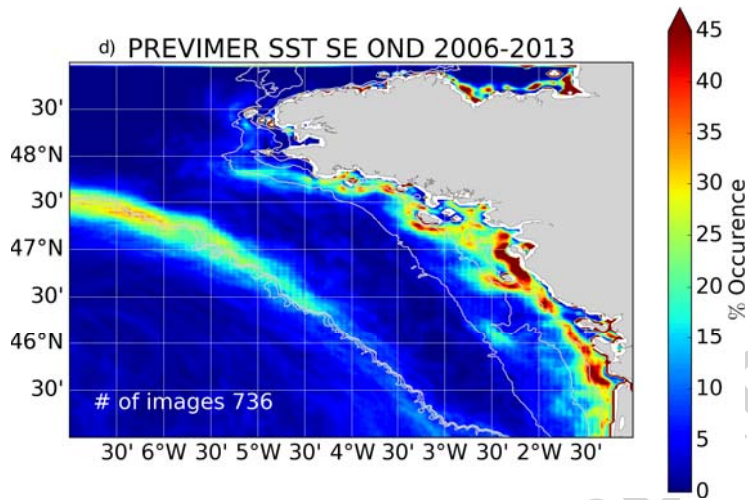 d) PREVIMER SST SE OND 2006-2013
45
40
35
30
25
20
15
10
5
0
% Occurence
30'
48°N
30'
47°N
30'
46°N
30'
# of images 736
30' 6°W 30' 5°W 30' 4°W 30' 3°W 30' 2°W 30'